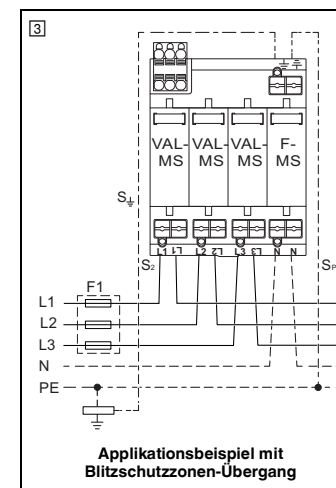 3
VAL-MS
VAL-MS
VAL-MS
F-MS
S
L1 L1 L2 L2 L3 L3 N N
S2
SP
F1
L1
L2
L3
N
PE
Applikationsbeispiel mit
Blitzschutzzonen-Übergang